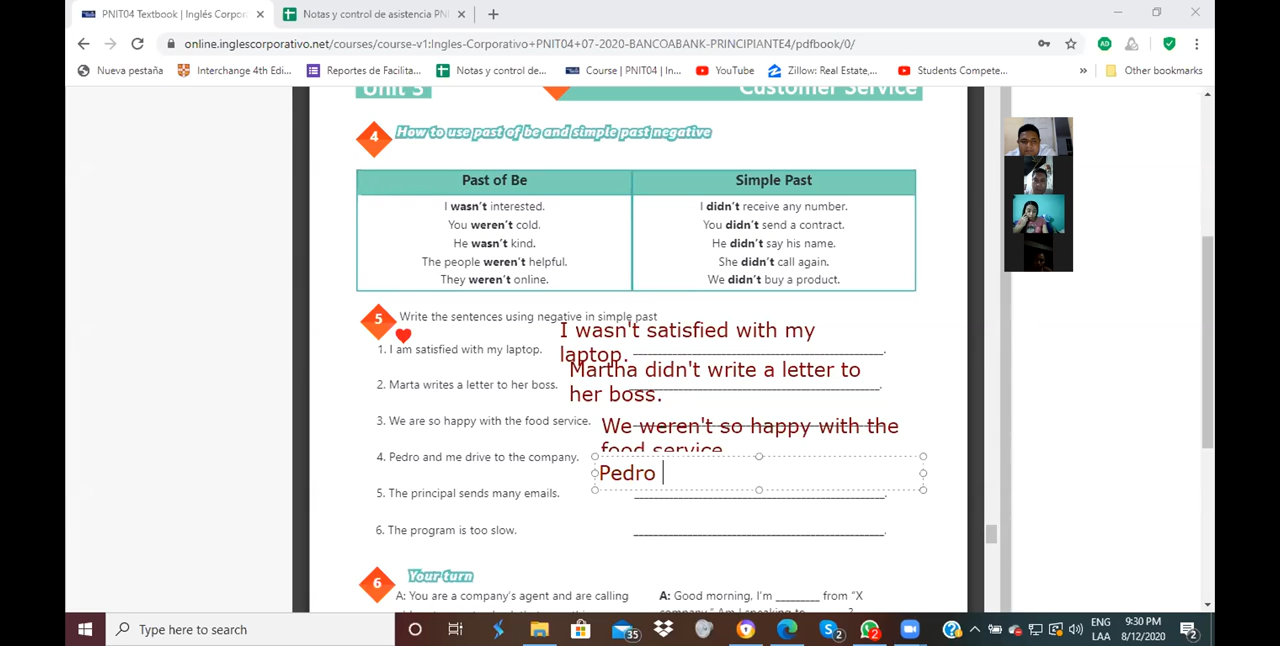 PNIT04 Textbook | Inglés Corpora
Notas y control de asistencia PNI
online.inglescorporativo.net/courses/course-v1:Ingles-Corporativo+PNIT04+07-2020-BANCOABANK-PRINCIPIANTE4/pdfbook/0/
Nueva pestaña
Interchange 4th Edi...
Reportes de Facilita...
Notas y control de...
Course | PNIT04 | In...
YouTube
Zillow: Real Estate,...
Students Compete...
»
Other bookmarks
Unit 3
Customer Service
4
How to use past of be and simple past negative
Past of Be
Simple Past
I wasn't interested.
I didn't receive any number.
You weren't cold.
You didn't send a contract.
He wasn't kind.
He didn't say his name.
The people weren't helpful.
She didn't call again.
They weren't online.
We didn't buy a product.
5
Write the sentences using negative in simple past
1. I am satisfied with my laptop.
I wasn't satisfied with my
laptop.
2. Marta writes a letter to her boss.
Martha didn't write a letter to
her boss.
3. We are so happy with the food service.
We weren't so happy with the
food service
4. Pedro and me drive to the company.
Pedro
5. The principal sends many emails.
6. The program is too slow.
6
Your turn
A: You are a company's agent and are calling
A: Good morning, I'm ________ from "X
Type here to search
35
2
2
ENG
LAA
9:30 PM
8/12/2020
2